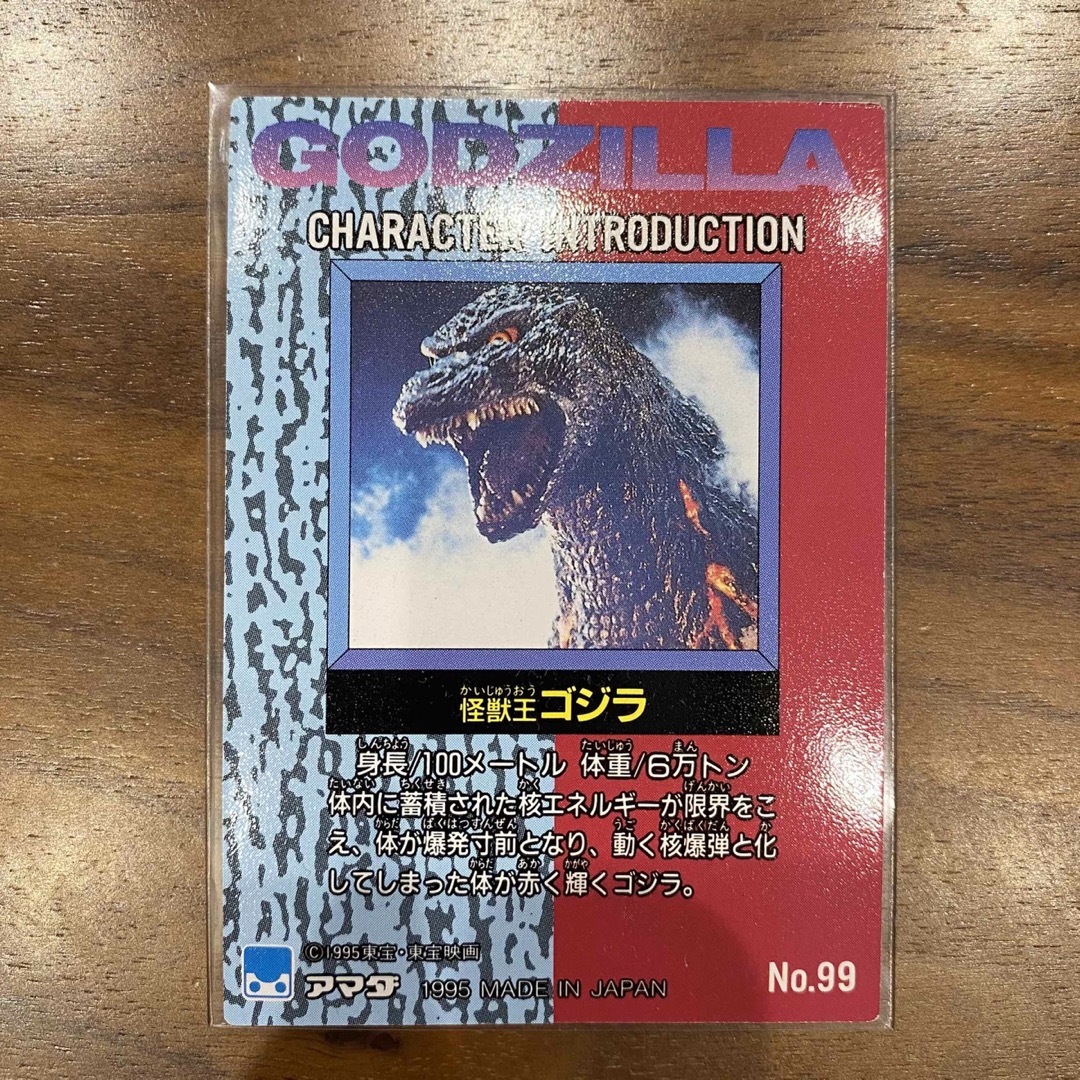 GODZILLA
CHARACTER INTRODUCTION
かいじゅうおう
怪獣王ゴジラ
しんちょう たいじゅう まん
身長/100メートル 体重/6万トン
たいない ちくせき かく げんかい
体内に蓄積された核エネルギーが限界をこ
からだ ばくはつすんぜん うご かくばくだん か
え、体が爆発寸前となり、動く核爆弾と化
からだ あか かがや
してしまった体が赤く輝くゴジラ。
(C)1995東宝・東宝映画
アマダ 1995 MADE IN JAPAN
No.99